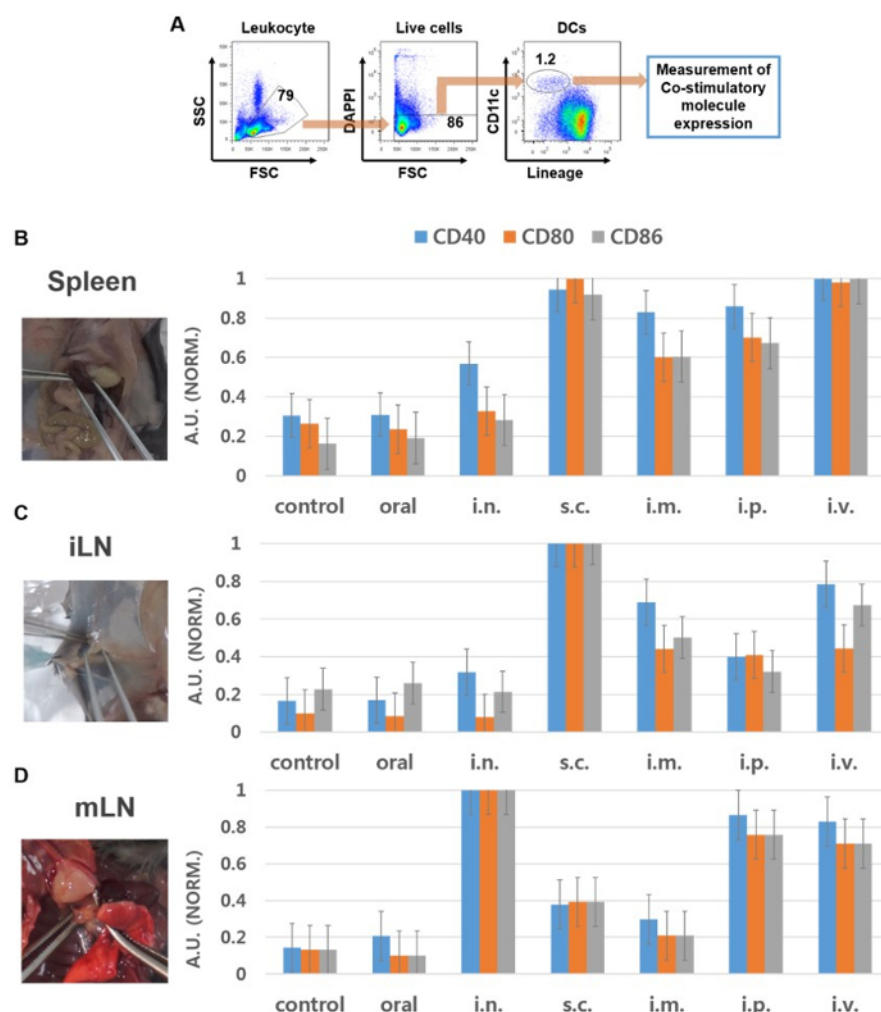 A
Leukocyte
Live cells
DCs
SSC
79
FSC
DAPPI
86
FSC
CD11c
1.2
Lineage
Measurement of
Co-stimulatory
molecule
expression
B
CD40 CD80 CD86
Spleen
A.U. (NORM.)
1
0.8
0.6
0.4
0.2
0
control oral i.n. s.c. i.m. i.p. i.v.
C
iLN
A.U. (NORM.)
1
0.8
0.6
0.4
0.2
0
control oral i.n. s.c. i.m. i.p. i.v.
D
mLN
A.U. (NORM.)
1
0.8
0.6
0.4
0.2
0
control oral i.n. s.c. i.m. i.p. i.v.